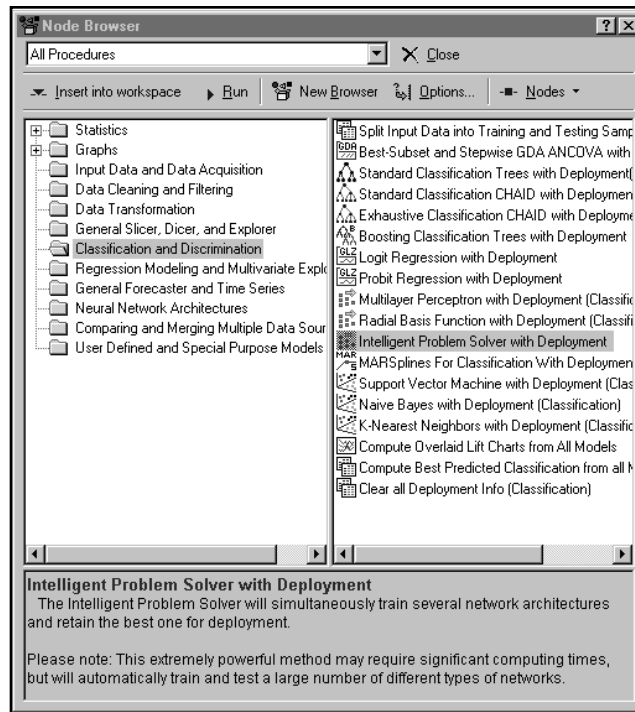 Node Browser
All Procedures
Close
Insert into workspace
Run
New Browser
Options...
Nodes
Statistics
Graphs
Input Data and Data Acquisition
Data Cleaning and Filtering
Data Transformation
General Slicer, Dicer, and Explorer
Classification and Discrimination
Regression Modeling and Multivariate Explo
General Forecaster and Time Series
Neural Network Architectures
Comparing and Merging Multiple Data Sour
User Defined and Special Purpose Models
Split Input Data into Training and Testing Samp
Best-Subset and Stepwise GDA ANCOVA with
Standard Classification Trees with Deployment(
Standard Classification CHAID with Deploymen
Exhaustive Classification CHAID with Deployme
Boosting Classification Trees with Deployment
Logit Regression with Deployment
Probit Regression with Deployment
Multilayer Perceptron with Deployment (Classific
Radial Basis Function with Deployment (Classifi
Intelligent Problem Solver with Deployment
MARSplines For Classification With Deploymen
Support Vector Machine with Deployment (Clas
Naive Bayes with Deployment (Classification)
K-Nearest Neighbors with Deployment (Classific
Compute Overlaid Lift Charts from All Models
Compute Best Predicted Classification from all M
Clear all Deployment Info (Classification)
Intelligent Problem Solver with Deployment
The Intelligent Problem Solver will simultaneously train several network architectures
and retain the best one for deployment.
Please note: This extremely powerful method may require significant computing times,
but will automatically train and test a large number of different types of networks.